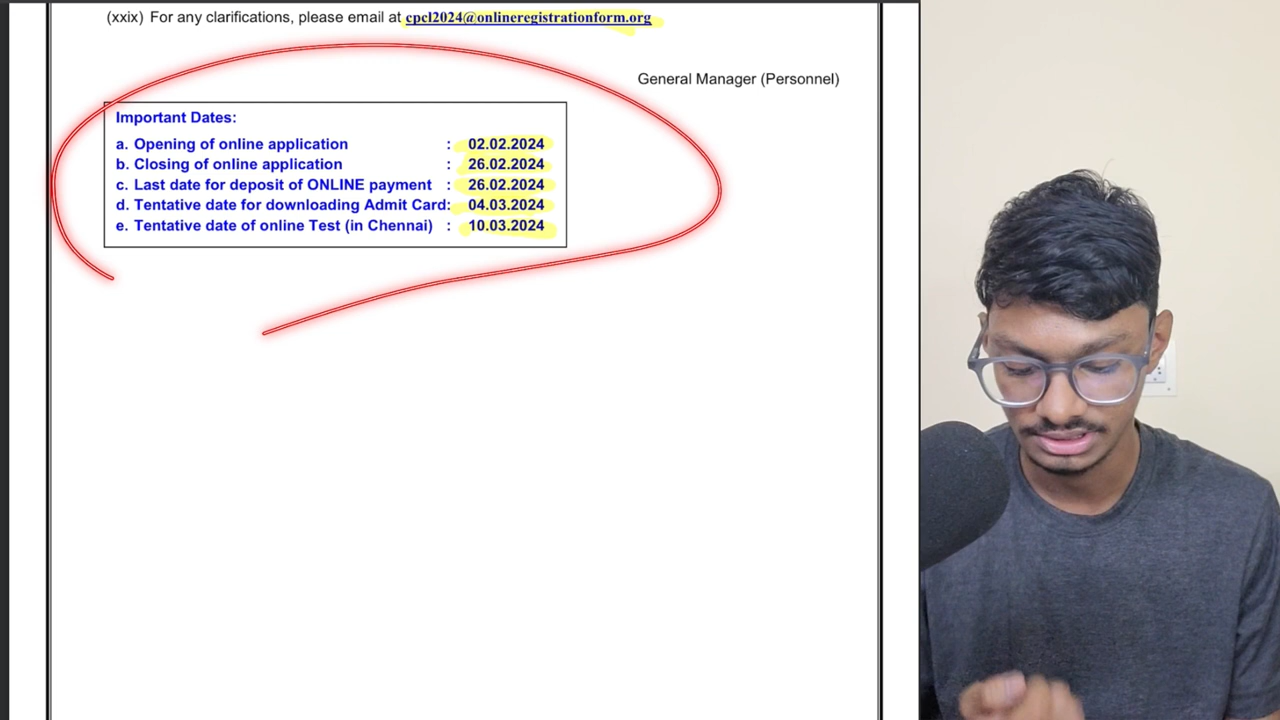 (xxix) For any clarifications, please email at cpcl2024@onlineregistrationform.org
General Manager (Personnel)
Important Dates:
a. Opening of online application : 02.02.2024
b. Closing of online application : 26.02.2024
c. Last date for deposit of ONLINE payment : 26.02.2024
d. Tentative date for downloading Admit Card: 04.03.2024
e. Tentative date of online Test (in Chennai) : 10.03.2024